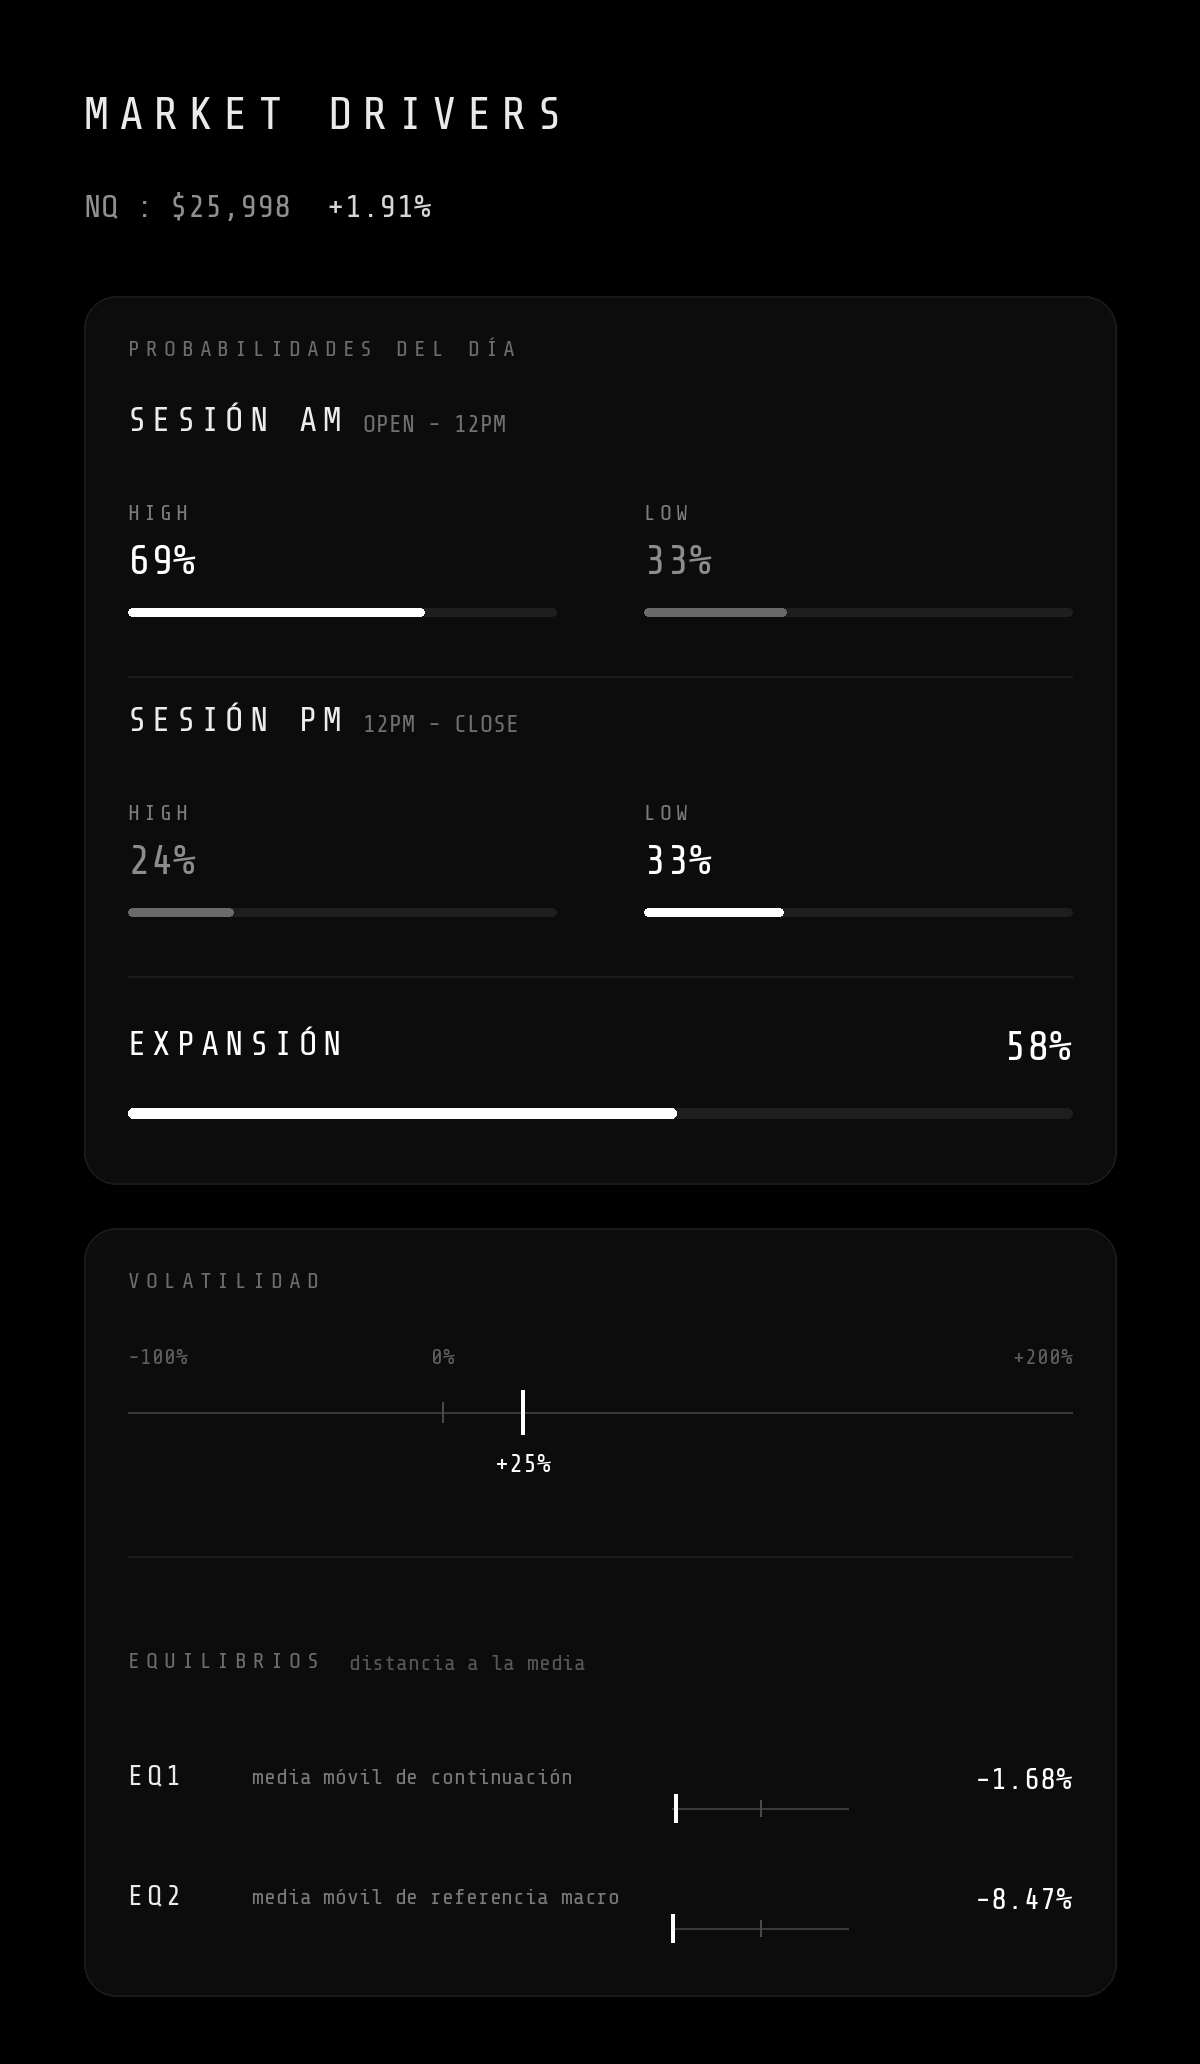 MARKET DRIVERS
NQ : $25,998 +1.91%
PROBABILIDADES DEL DÍA
SESIÓN AM OPEN - 12PM
HIGH LOW
69% 33%
SESIÓN PM 12PM - CLOSE
HIGH LOW
24% 33%
EXPANSIÓN 58%
VOLATILIDAD
-100% 0% +200%
+25%
EQUILIBRIOS distancia a la media
EQ1 media móvil de continuación -1.68%
EQ2 media móvil de referencia macro -8.47%